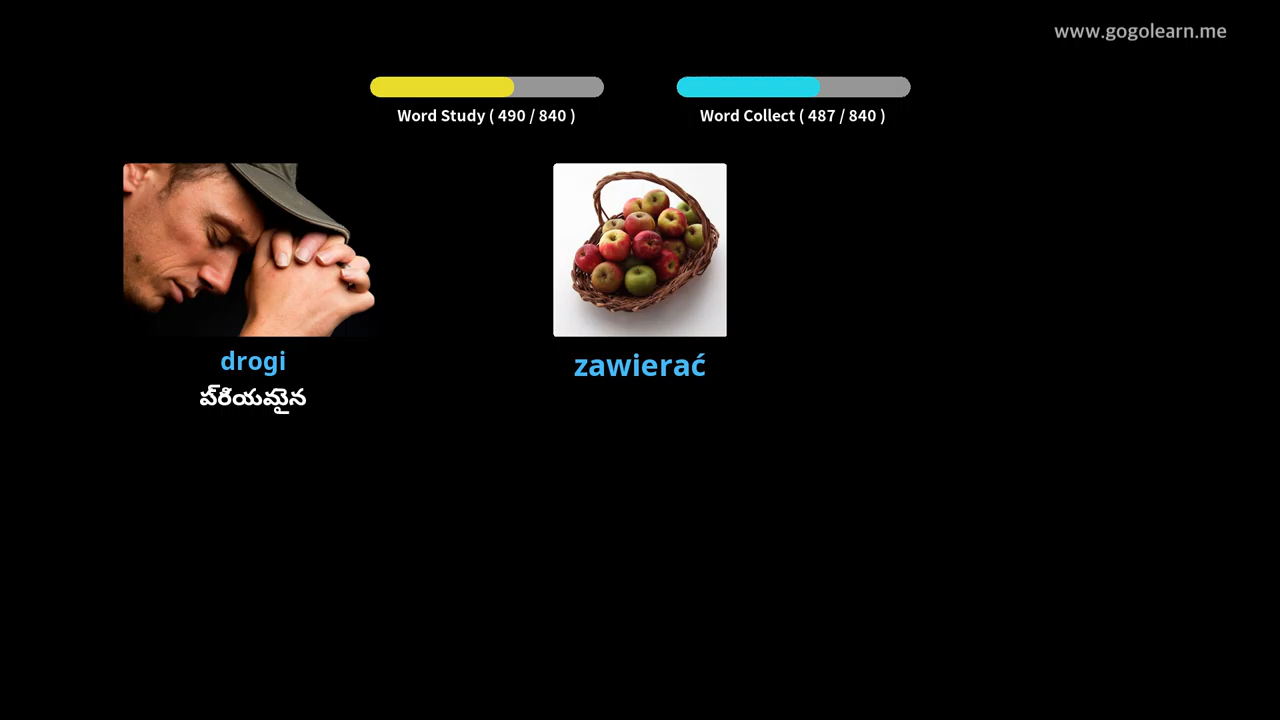 www.gogolearn.me
Word Study ( 490 / 840 )
Word Collect ( 487 / 840 )
drogi
ప్రియమైన
zawierać